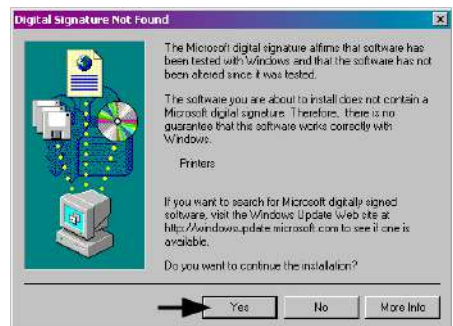 Digital Signature Not Found
The Microsoft digital signature affirms that software has
been tested with Windows and that the software has not
been altered since it was tested.
The software you are about to install does not contain a
Microsoft digital signature. Therefore, there is no
guarantee that this software works correctly with
Windows.
Printers
If you want to search for Microsoft digitally signed
software, visit the Windows Update Web site at
http://windowsupdate.microsoft.com to see if one is
available.
Do you want to continue the installation?
Yes
No
More Info